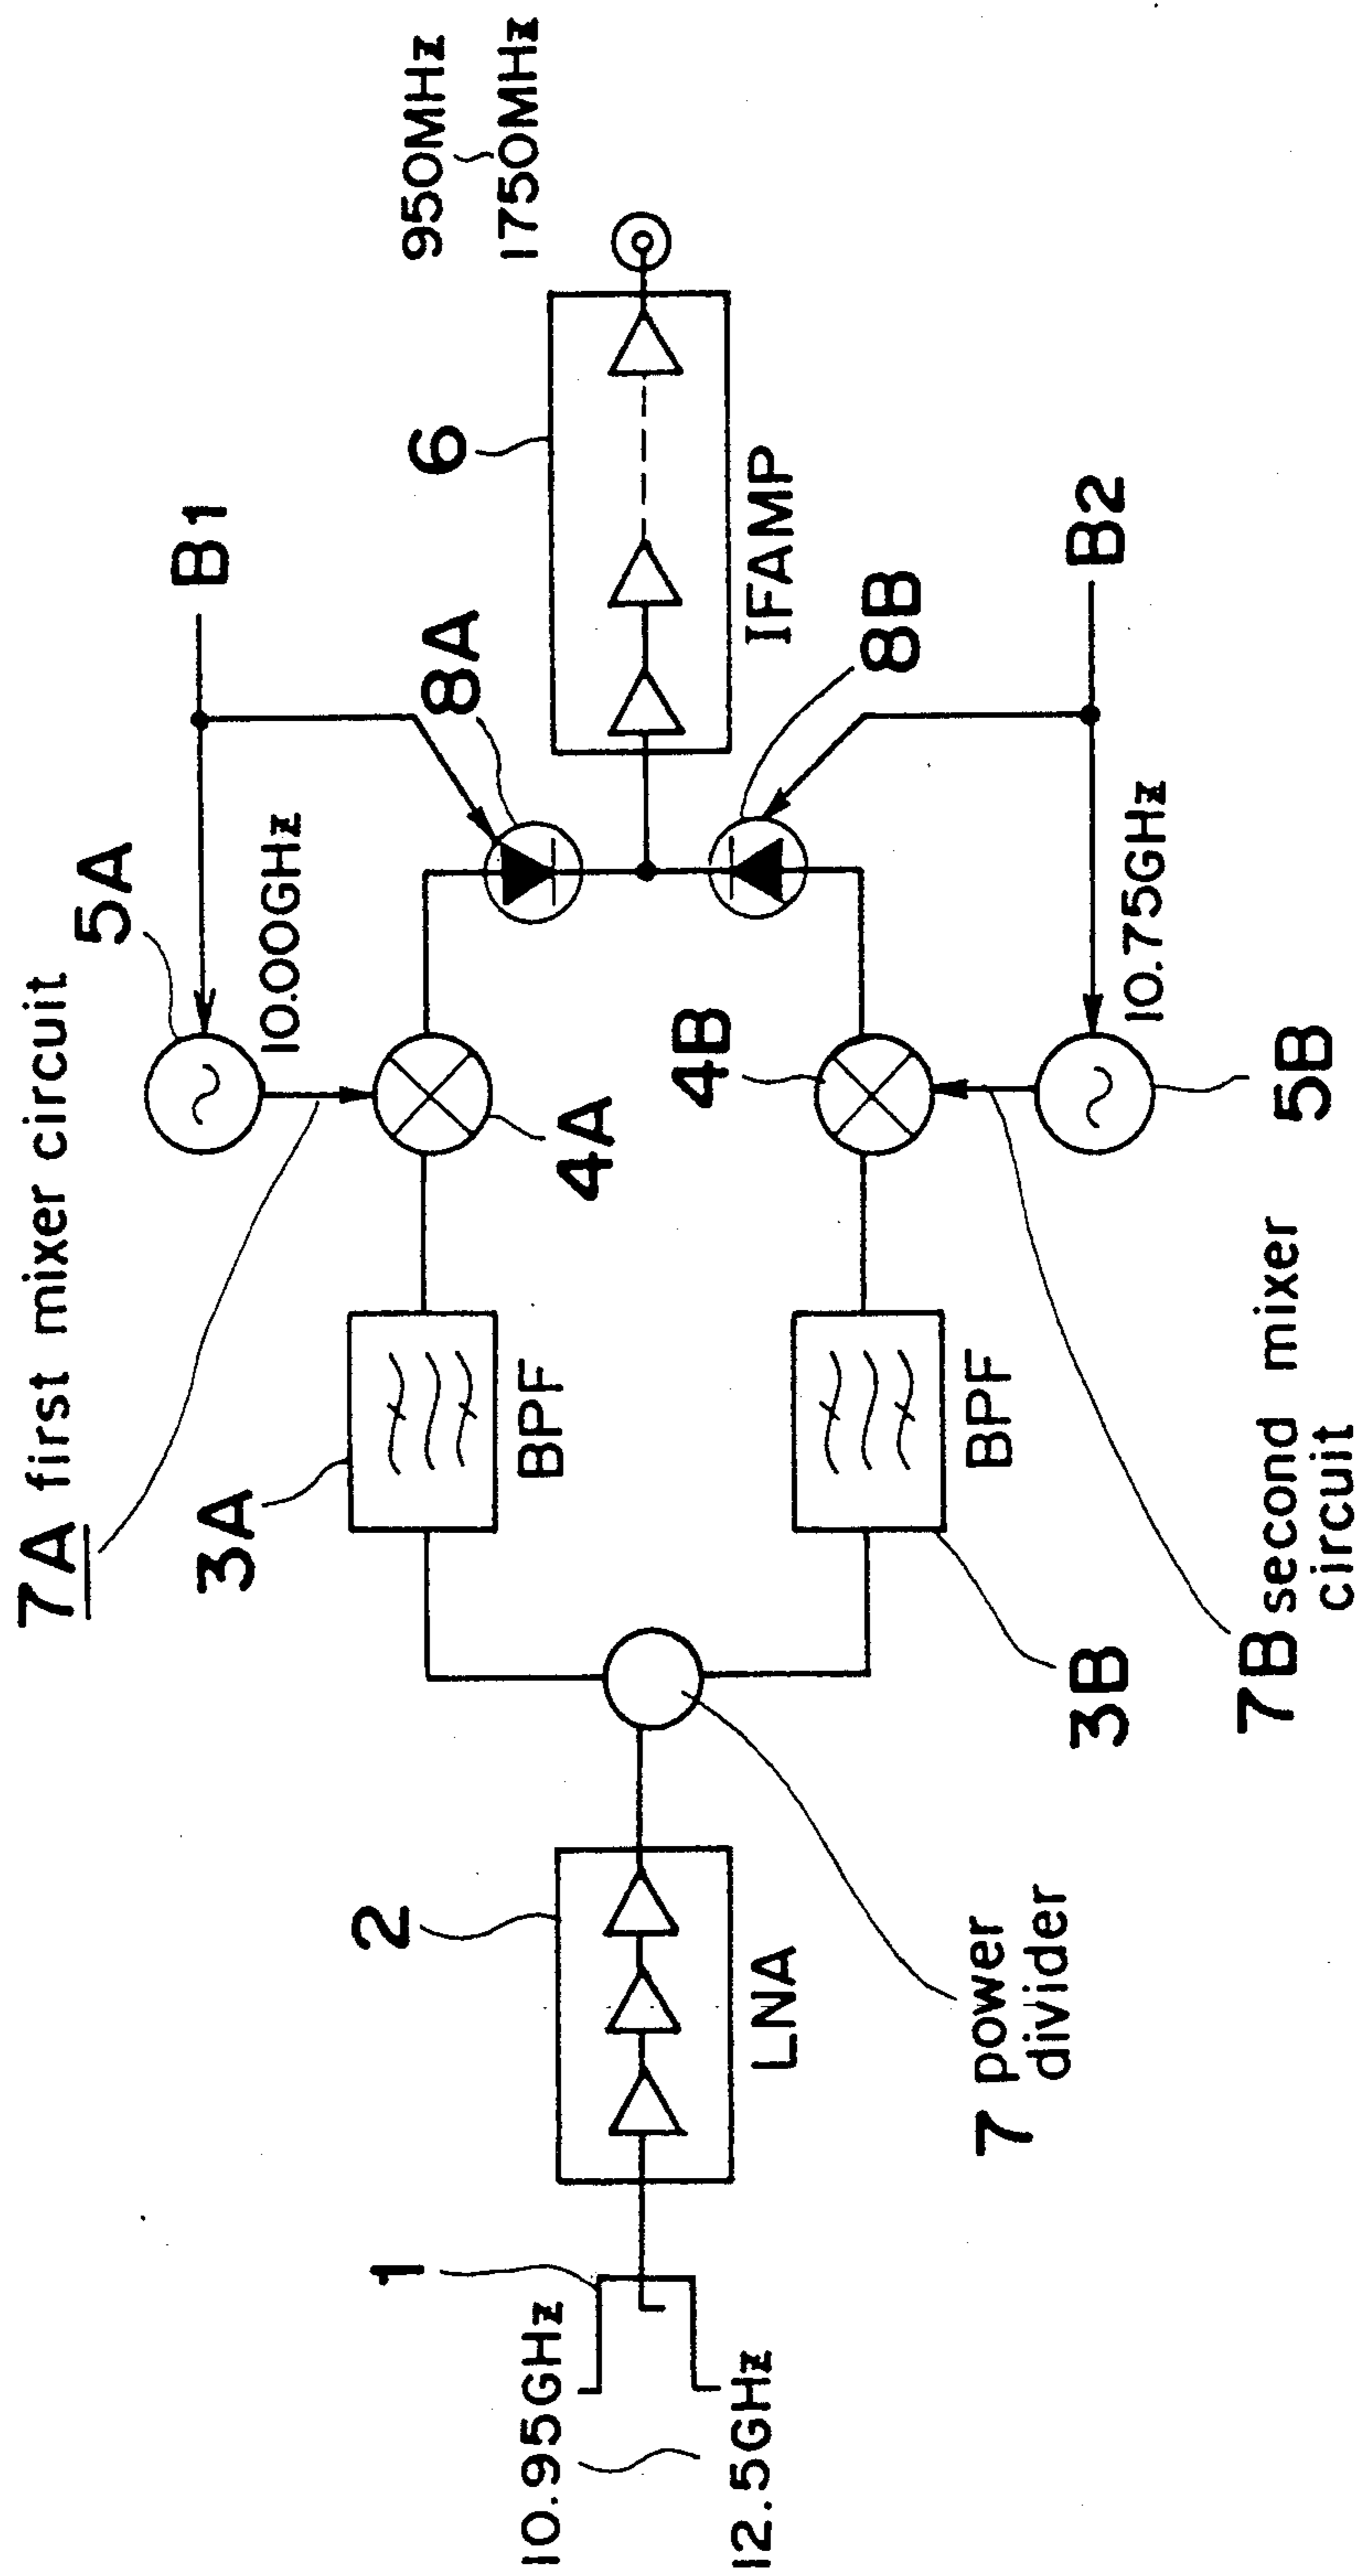 7A first mixer circuit
5A
B1
10.00GHz
3A
8A
6
950MHz
~
1750MHz
2
BPF
4A
1
10.95GHz
~
12.5GHz
LNA
IFAMP
4B
8B
7 power
divider
BPF
3B
10.75GHz
B2
7B second mixer
circuit
5B